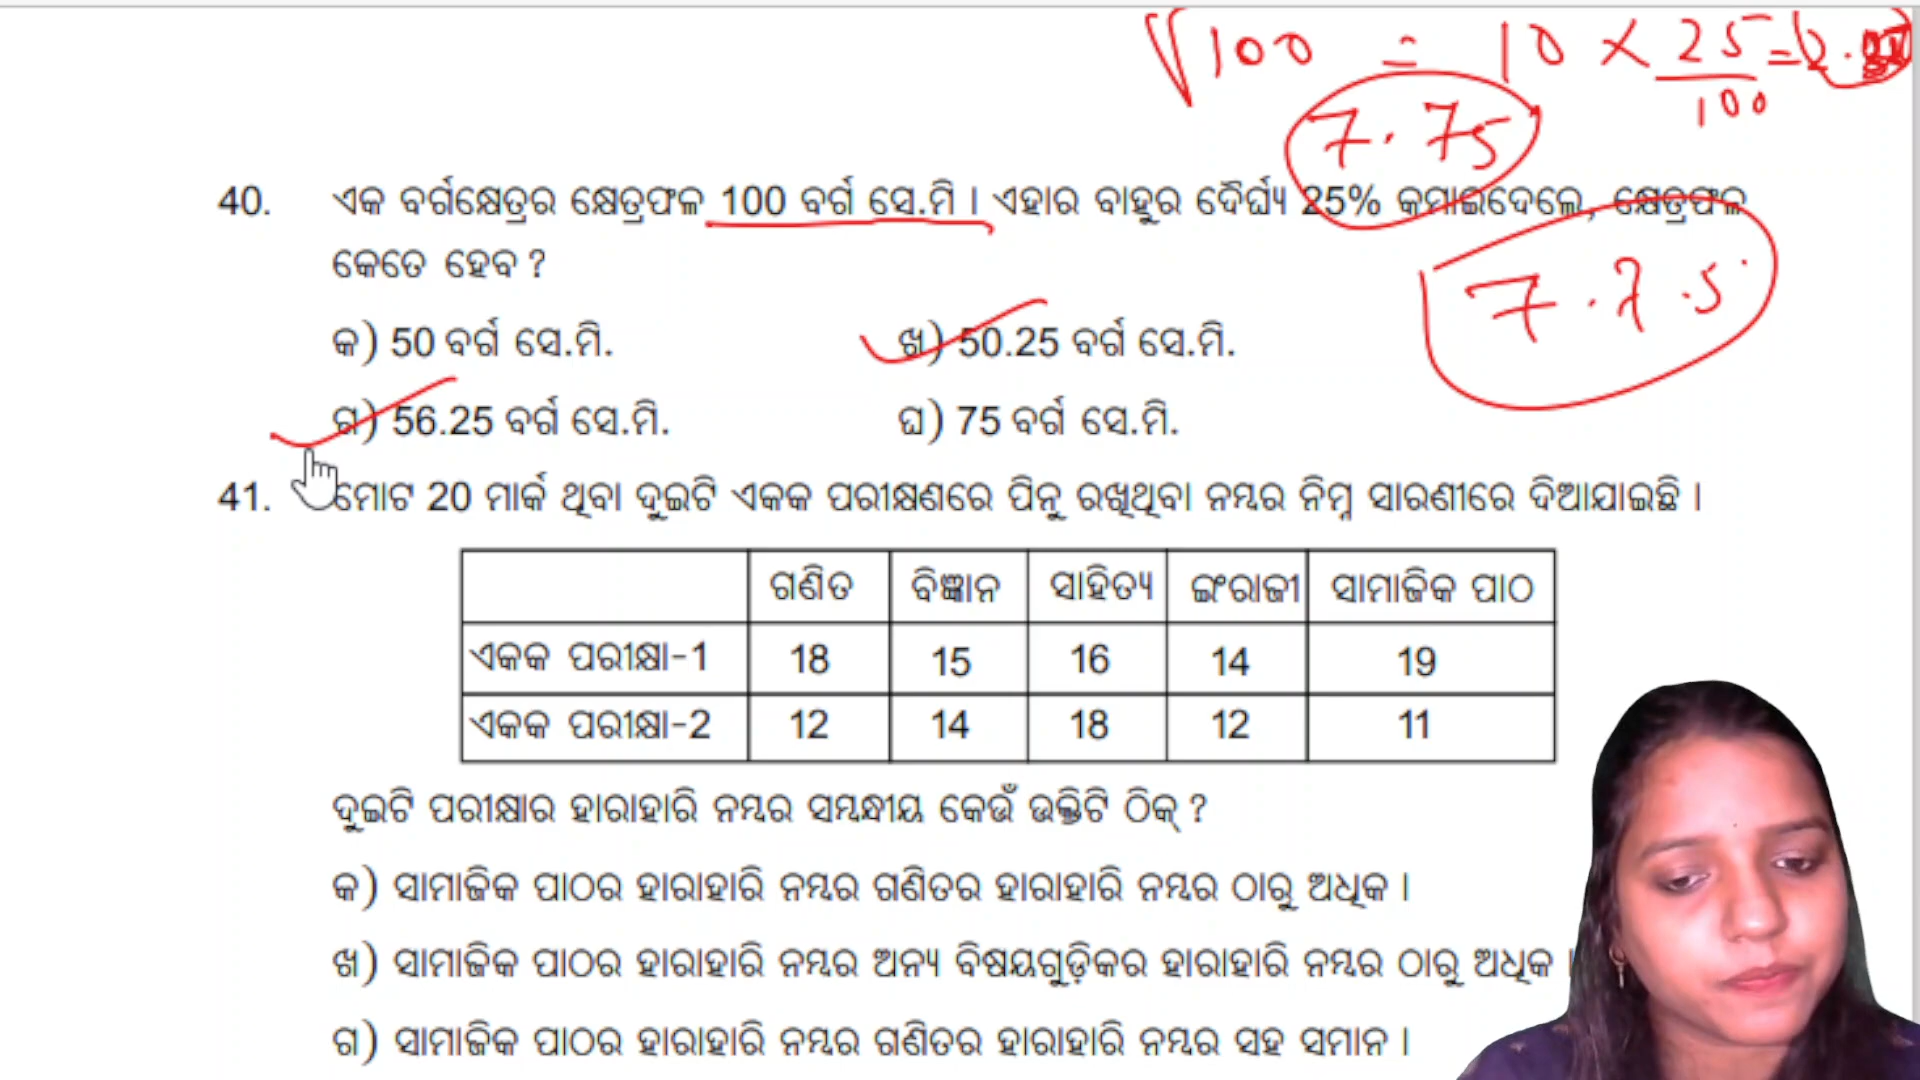 √100 = 10 × 25/100 = 2.
7.75
40. ଏକ ବର୍ଗକ୍ଷେତ୍ରର କ୍ଷେତ୍ରଫଳ 100 ବର୍ଗ ସେ.ମି । ଏହାର ବାହୁର ଦୈର୍ଘ୍ୟ 25% କମାଇଦେଲେ, କ୍ଷେତ୍ରଫଳ
କେତେ ହେବ ?
7.7.5
କ) 50 ବର୍ଗ ସେ.ମି. ଖ) 50.25 ବର୍ଗ ସେ.ମି.
ଗ) 56.25 ବର୍ଗ ସେ.ମି. ଘ) 75 ବର୍ଗ ସେ.ମି.
41. ମୋଟ 20 ମାର୍କ ଥିବା ଦୁଇଟି ଏକକ ପରୀକ୍ଷଣରେ ପିନୁ ରଖିଥିବା ନମ୍ବର ନିମ୍ନ ସାରଣୀରେ ଦିଆଯାଇଛି ।
ଗଣିତ ବିଜ୍ଞାନ ସାହିତ୍ୟ ଇଂରାଜୀ ସାମାଜିକ ପାଠ
ଏକକ ପରୀକ୍ଷା-1 18 15 16 14 19
ଏକକ ପରୀକ୍ଷା-2 12 14 18 12 11
ଦୁଇଟି ପରୀକ୍ଷାର ହାରାହାରି ନମ୍ବର ସମ୍ବନ୍ଧୀୟ କେଉଁ ଉକ୍ତିଟି ଠିକ୍ ?
କ) ସାମାଜିକ ପାଠର ହାରାହାରି ନମ୍ବର ଗଣିତର ହାରାହାରି ନମ୍ବର ଠାରୁ ଅଧିକ ।
ଖ) ସାମାଜିକ ପାଠର ହାରାହାରି ନମ୍ବର ଅନ୍ୟ ବିଷୟଗୁଡ଼ିକର ହାରାହାରି ନମ୍ବର ଠାରୁ ଅଧିକ ।
ଗ) ସାମାଜିକ ପାଠର ହାରାହାରି ନମ୍ବର ଗଣିତର ହାରାହାରି ନମ୍ବର ସହ ସମାନ ।